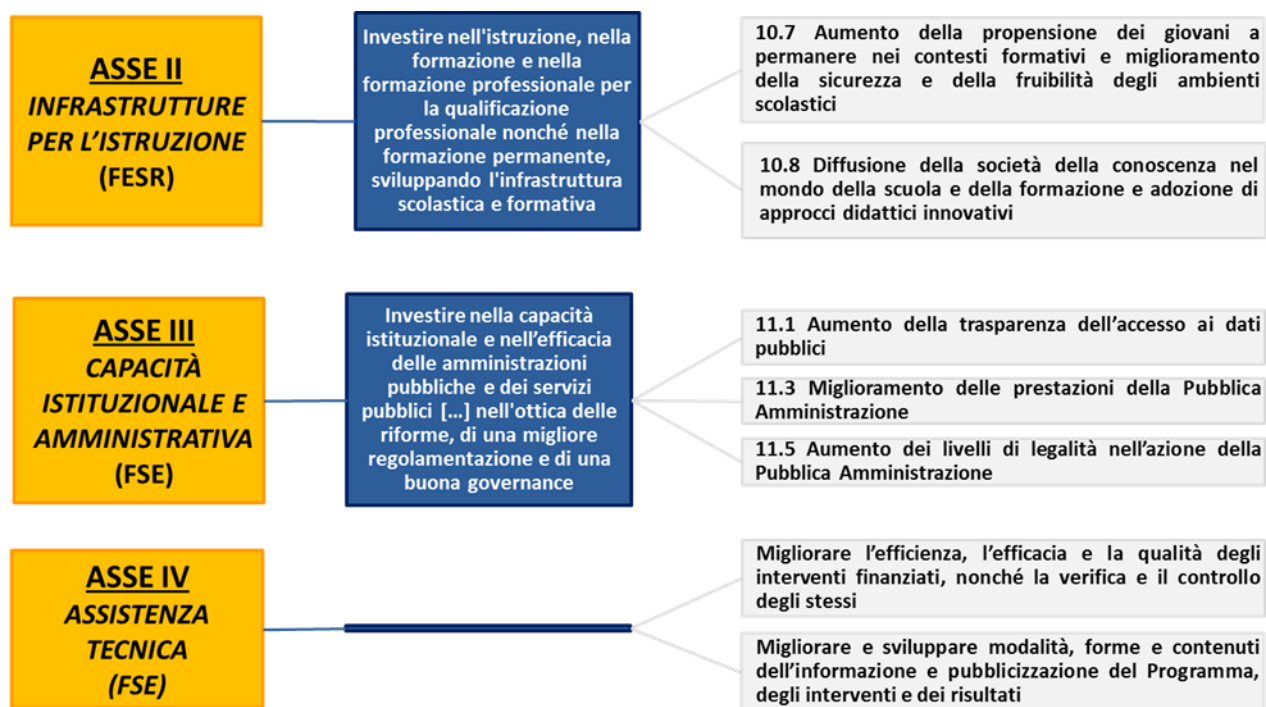 ASSE II
INFRASTRUTTURE
PER L’ISTRUZIONE
(FESR)
Investire nell'istruzione, nella
formazione e nella
formazione professionale per
la qualificazione
professionale nonché nella
formazione permanente,
sviluppando l'infrastruttura
scolastica e formativa
10.7 Aumento della propensione dei giovani a
permanere nei contesti formativi e miglioramento
della sicurezza e della fruibilità degli ambienti
scolastici
10.8 Diffusione della società della conoscenza nel
mondo della scuola e della formazione e adozione di
approcci didattici innovativi
ASSE III
CAPACITÀ
ISTITUZIONALE E
AMMINISTRATIVA
(FSE)
Investire nella capacità
istituzionale e nell’efficacia
delle amministrazioni
pubbliche e dei servizi
pubblici […] nell'ottica delle
riforme, di una migliore
regolamentazione e di una
buona governance
11.1 Aumento della trasparenza dell’accesso ai dati
pubblici
11.3 Miglioramento delle prestazioni della Pubblica
Amministrazione
11.5 Aumento dei livelli di legalità nell’azione della
Pubblica Amministrazione
ASSE IV
ASSISTENZA
TECNICA
(FSE)
Migliorare l’efficienza, l’efficacia e la qualità degli
interventi finanziati, nonché la verifica e il controllo
degli stessi
Migliorare e sviluppare modalità, forme e contenuti
dell’informazione e pubblicizzazione del Programma,
degli interventi e dei risultati